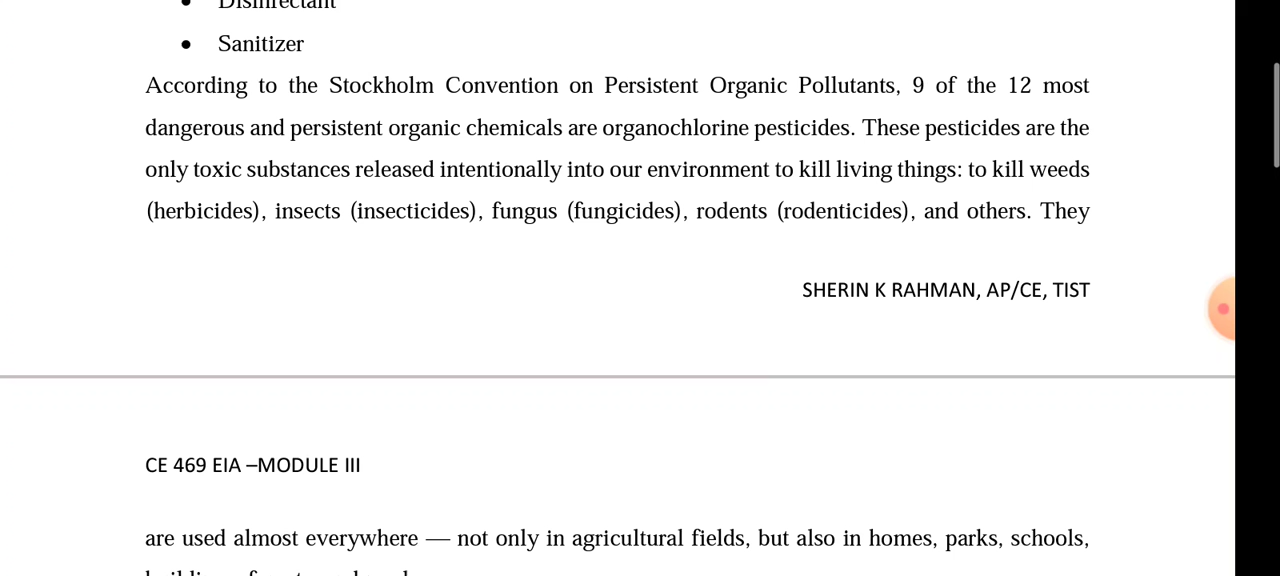 • Disinfectant
• Sanitizer
According to the Stockholm Convention on Persistent Organic Pollutants, 9 of the 12 most
dangerous and persistent organic chemicals are organochlorine pesticides. These pesticides are the
only toxic substances released intentionally into our environment to kill living things: to kill weeds
(herbicides), insects (insecticides), fungus (fungicides), rodents (rodenticides), and others. They
SHERIN K RAHMAN, AP/CE, TIST
CE 469 EIA –MODULE III
are used almost everywhere — not only in agricultural fields, but also in homes, parks, schools,